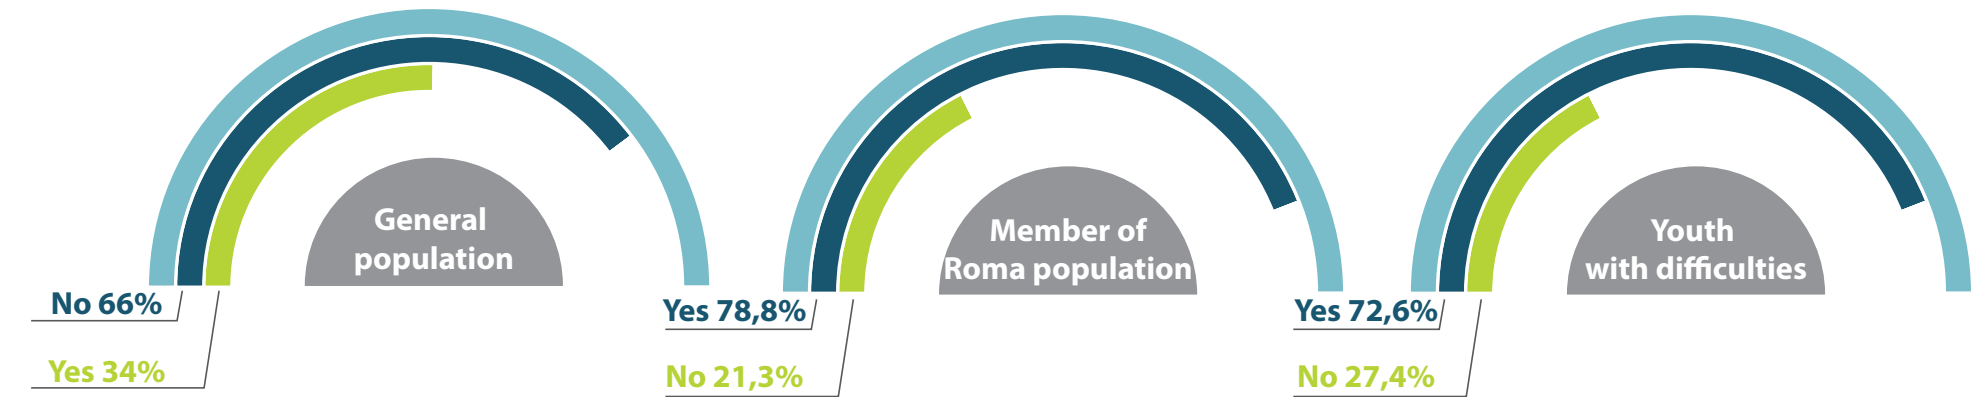 General
population
No 66%
Yes 34%
Member of
Roma population
Yes 78,8%
No 21,3%
Youth
with difficulties
Yes 72,6%
No 27,4%